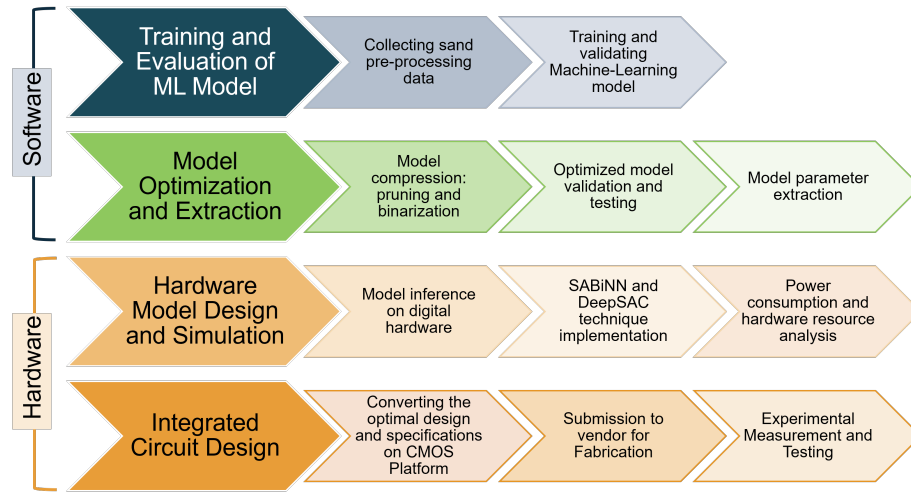 Software
Training and
Evaluation of
ML Model
Collecting sand
pre-processing
data
Training and
validating
Machine-Learning
model
Model
Optimization
and Extraction
Model
compression:
pruning and
binarization
Optimized model
validation and
testing
Model parameter
extraction
Hardware
Hardware
Model Design
and Simulation
Model inference
on digital
hardware
SABiNN and
DeepSAC
technique
implementation
Power
consumption and
hardware resource
analysis
Integrated
Circuit Design
Converting the
optimal design
and specifications
on CMOS
Platform
Submission to
vendor for
Fabrication
Experimental
Measurement and
Testing